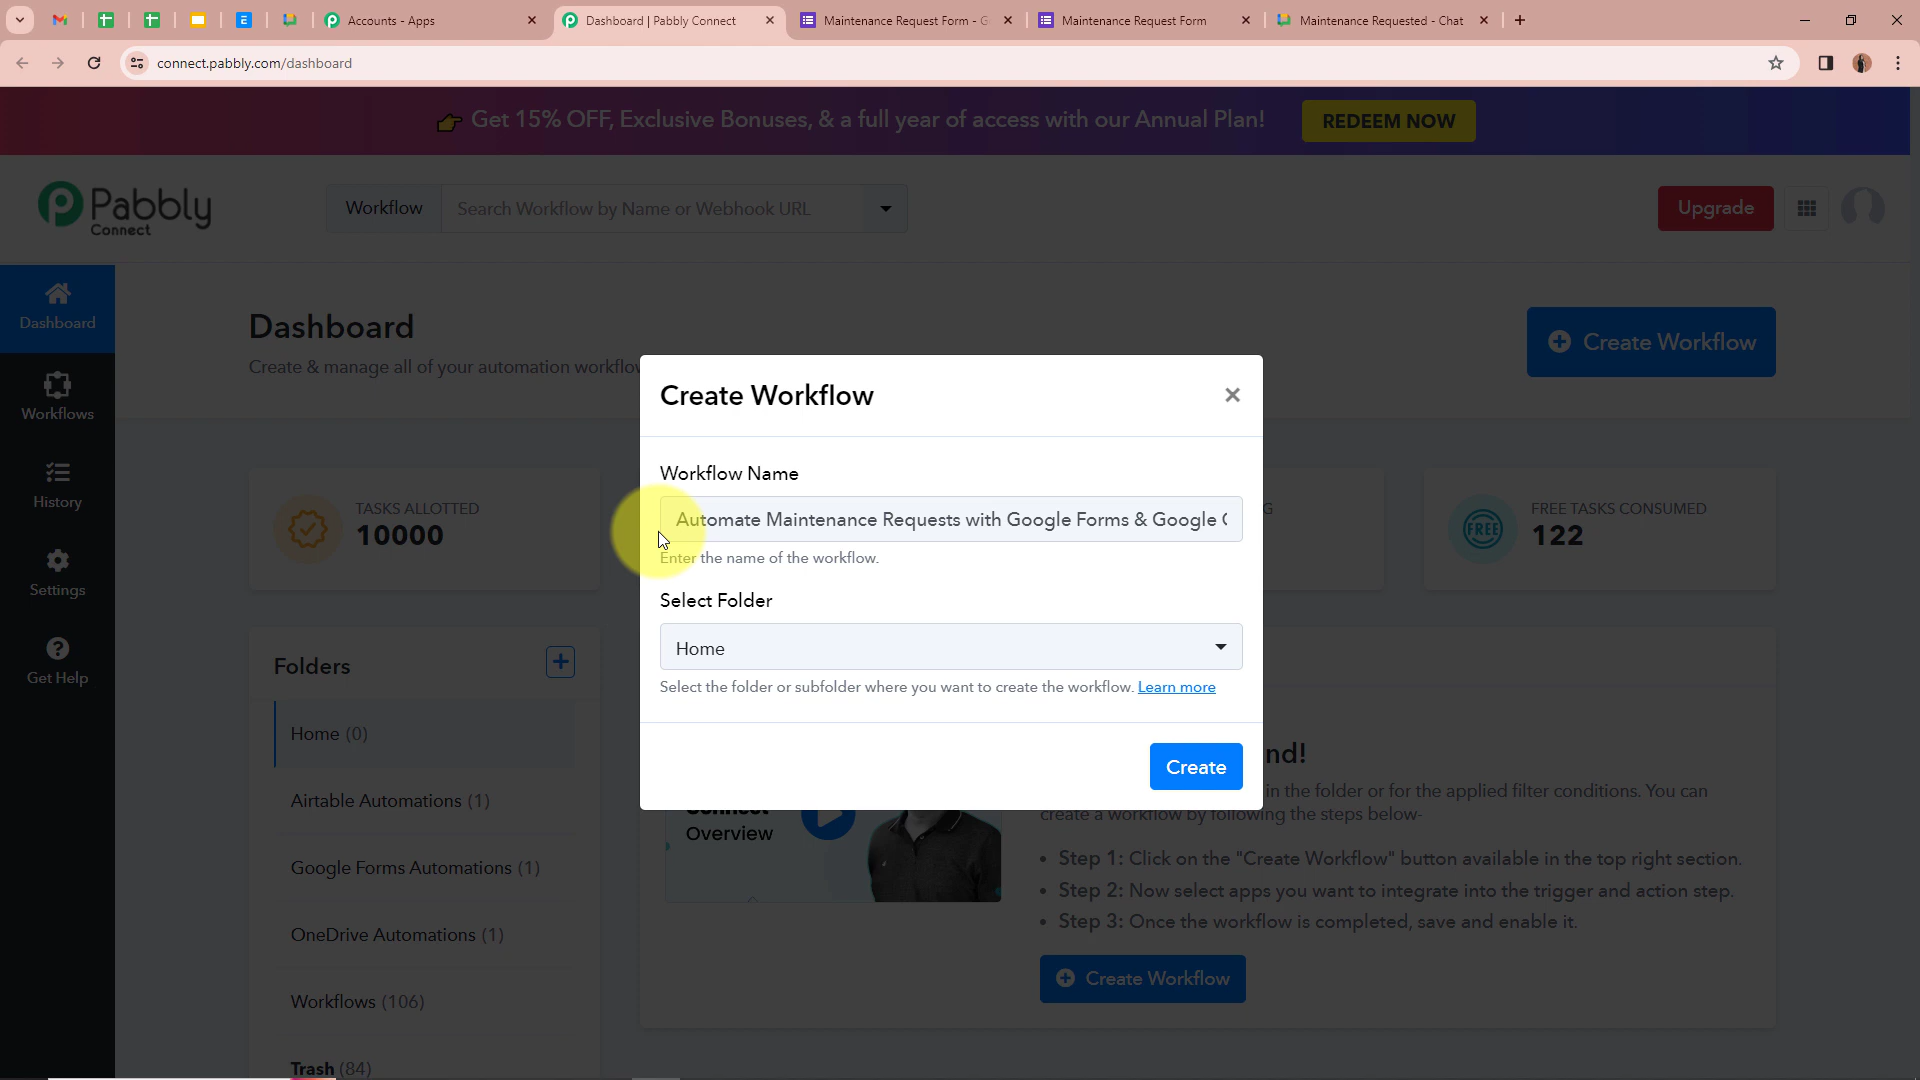 Accounts - Apps
Dashboard | Pabbly Connect
Maintenance Request Form - G
Maintenance Request Form
Maintenance Requested - Chat
connect.pabbly.com/dashboard
Get 15% OFF, Exclusive Bonuses, & a full year of access with our Annual Plan!
REDEEM NOW
Pabbly
Connect
Workflow
Search Workflow by Name or Webhook URL
Upgrade
Dashboard
Workflows
History
Settings
Get Help
Dashboard
Create & manage all of your automation workflow
Create Workflow
TASKS ALLOTTED
10000
G
FREE TASKS CONSUMED
122
FREE
Create Workflow
Workflow Name
Automate Maintenance Requests with Google Forms & Google
Enter the name of the workflow.
Select Folder
Home
Select the folder or subfolder where you want to create the workflow. Learn more
Create
Folders
Home (0)
Airtable Automations (1)
Google Forms Automations (1)
OneDrive Automations (1)
Workflows (106)
Trash (84)
Connect
Overview
nd!
in the folder or for the applied filter conditions. You can
create a workflow by following the steps below-
Step 1: Click on the "Create Workflow" button available in the top right section.
Step 2: Now select apps you want to integrate into the trigger and action step.
Step 3: Once the workflow is completed, save and enable it.
Create Workflow